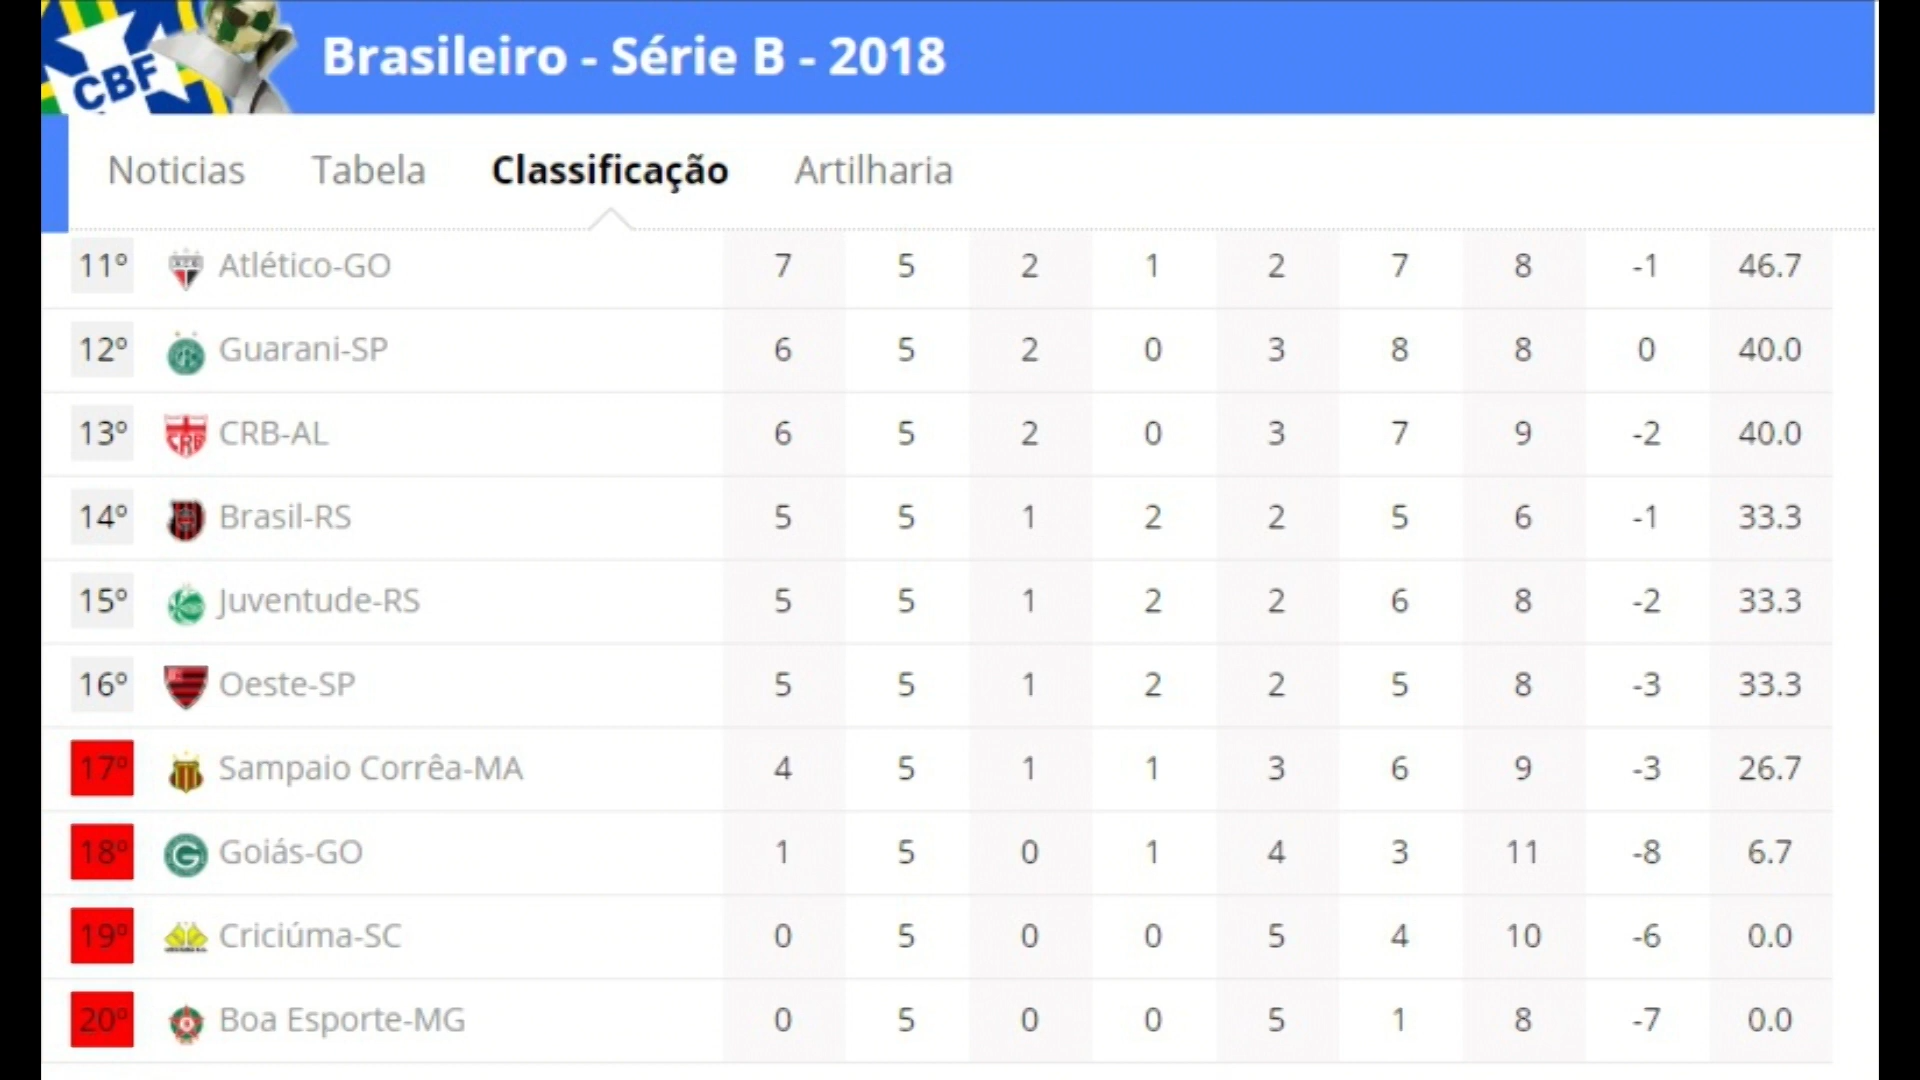 CBF
Brasileiro - Série B - 2018
Noticias Tabela Classificação Artilharia
11º Atlético-GO 7 5 2 1 2 7 8 -1 46.7
12º Guarani-SP 6 5 2 0 3 8 8 0 40.0
13º CRB CRB-AL 6 5 2 0 3 7 9 -2 40.0
14º Brasil-RS 5 5 1 2 2 5 6 -1 33.3
15º Juventude-RS 5 5 1 2 2 6 8 -2 33.3
16º Oeste-SP 5 5 1 2 2 5 8 -3 33.3
17º Sampaio Corrêa-MA 4 5 1 1 3 6 9 -3 26.7
18º G Goiás-GO 1 5 0 1 4 3 11 -8 6.7
19º Criciúma-SC 0 5 0 0 5 4 10 -6 0.0
20º Boa Esporte-MG 0 5 0 0 5 1 8 -7 0.0